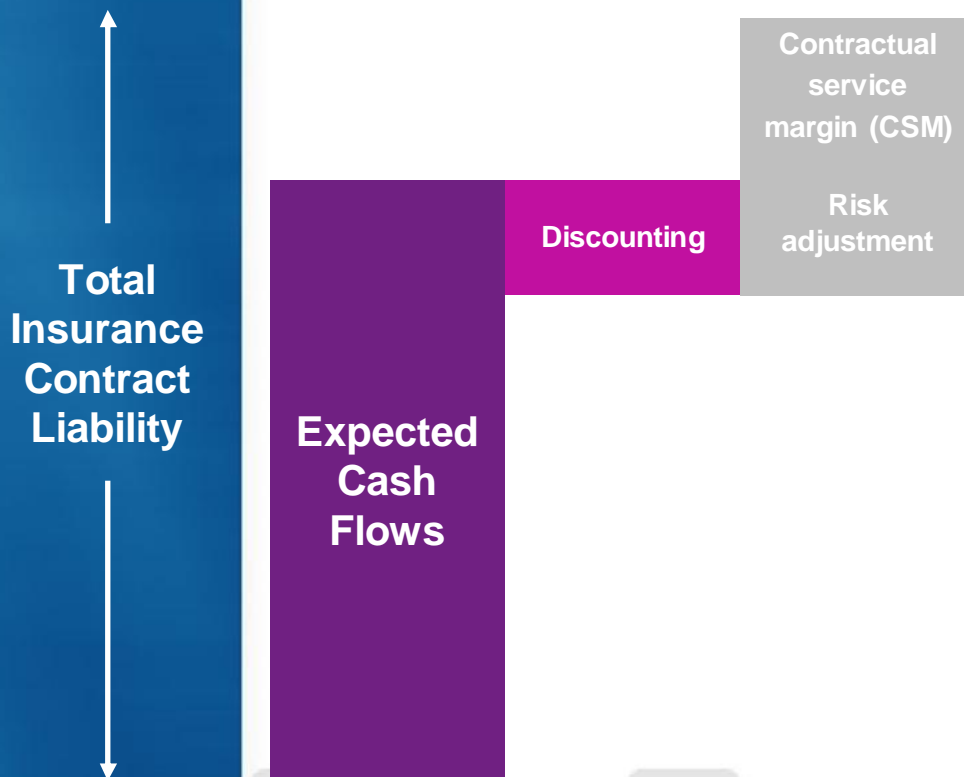 Total
Insurance
Contract
Liability
Expected
Cash
Flows
Discounting
Contractual
service
margin (CSM)
Risk
adjustment